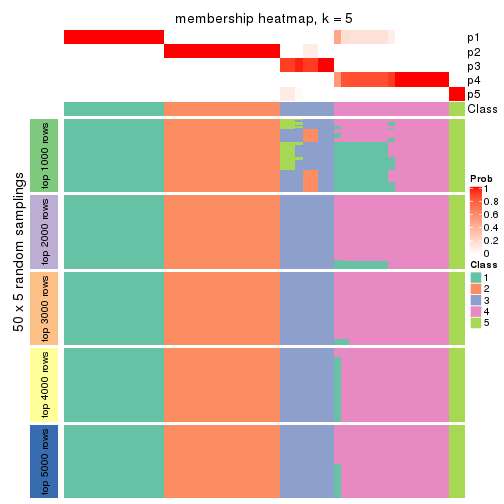 membership heatmap, k = 5
p1
p2
p3
p4
p5
Class
50 x 5 random samplings
top 1000 rows
top 2000 rows
top 3000 rows
top 4000 rows
top 5000 rows
Prob
1
0.8
0.6
0.4
0.2
0
Class
1
2
3
4
5